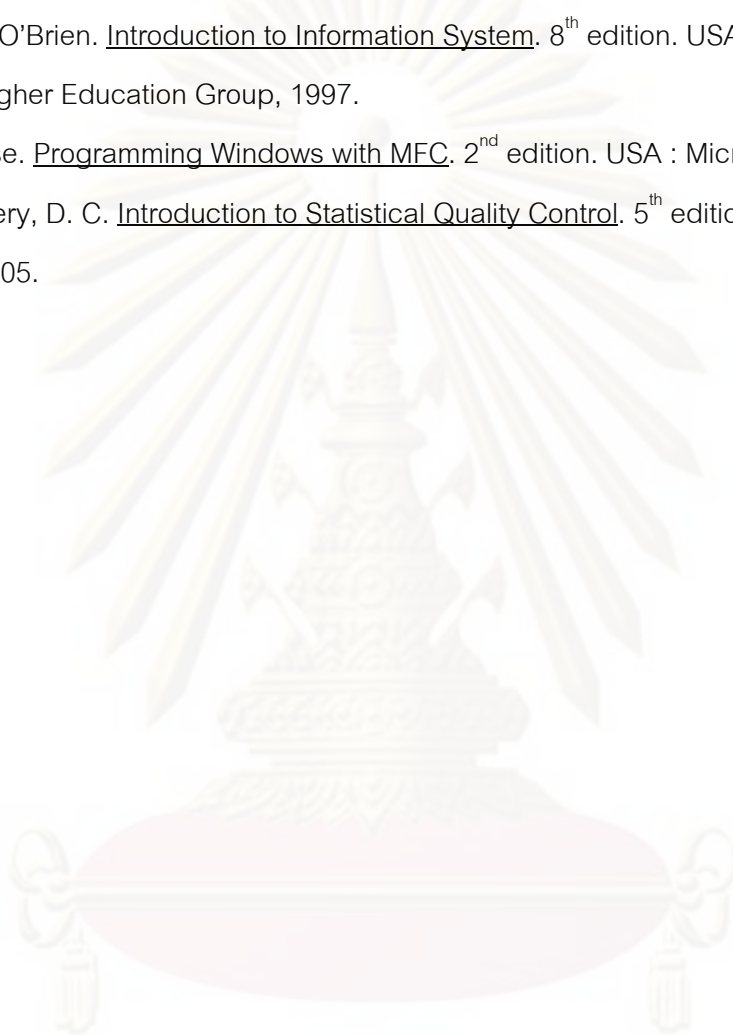 O'Brien. Introduction to Information System. 8th edition. USA
gher Education Group, 1997.
se. Programming Windows with MFC. 2nd edition. USA : Micr
ery, D. C. Introduction to Statistical Quality Control. 5th editio
05.